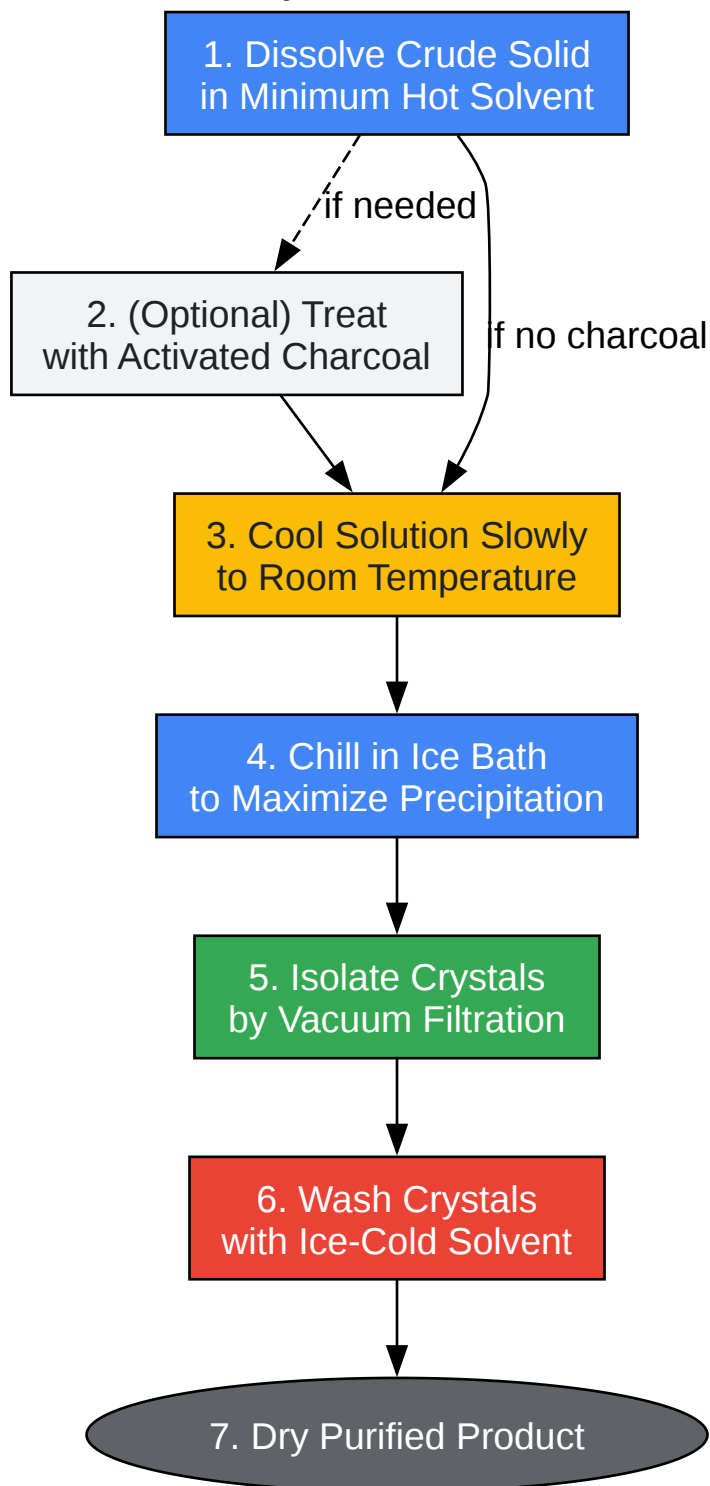 1. Dissolve Crude Solid
in Minimum Hot Solvent
if needed
2. (Optional) Treat
with Activated Charcoal
if no charcoal
3. Cool Solution Slowly
to Room Temperature
4. Chill in Ice Bath
to Maximize Precipitation
5. Isolate Crystals
by Vacuum Filtration
6. Wash Crystals
with Ice-Cold Solvent
7. Dry Purified Product